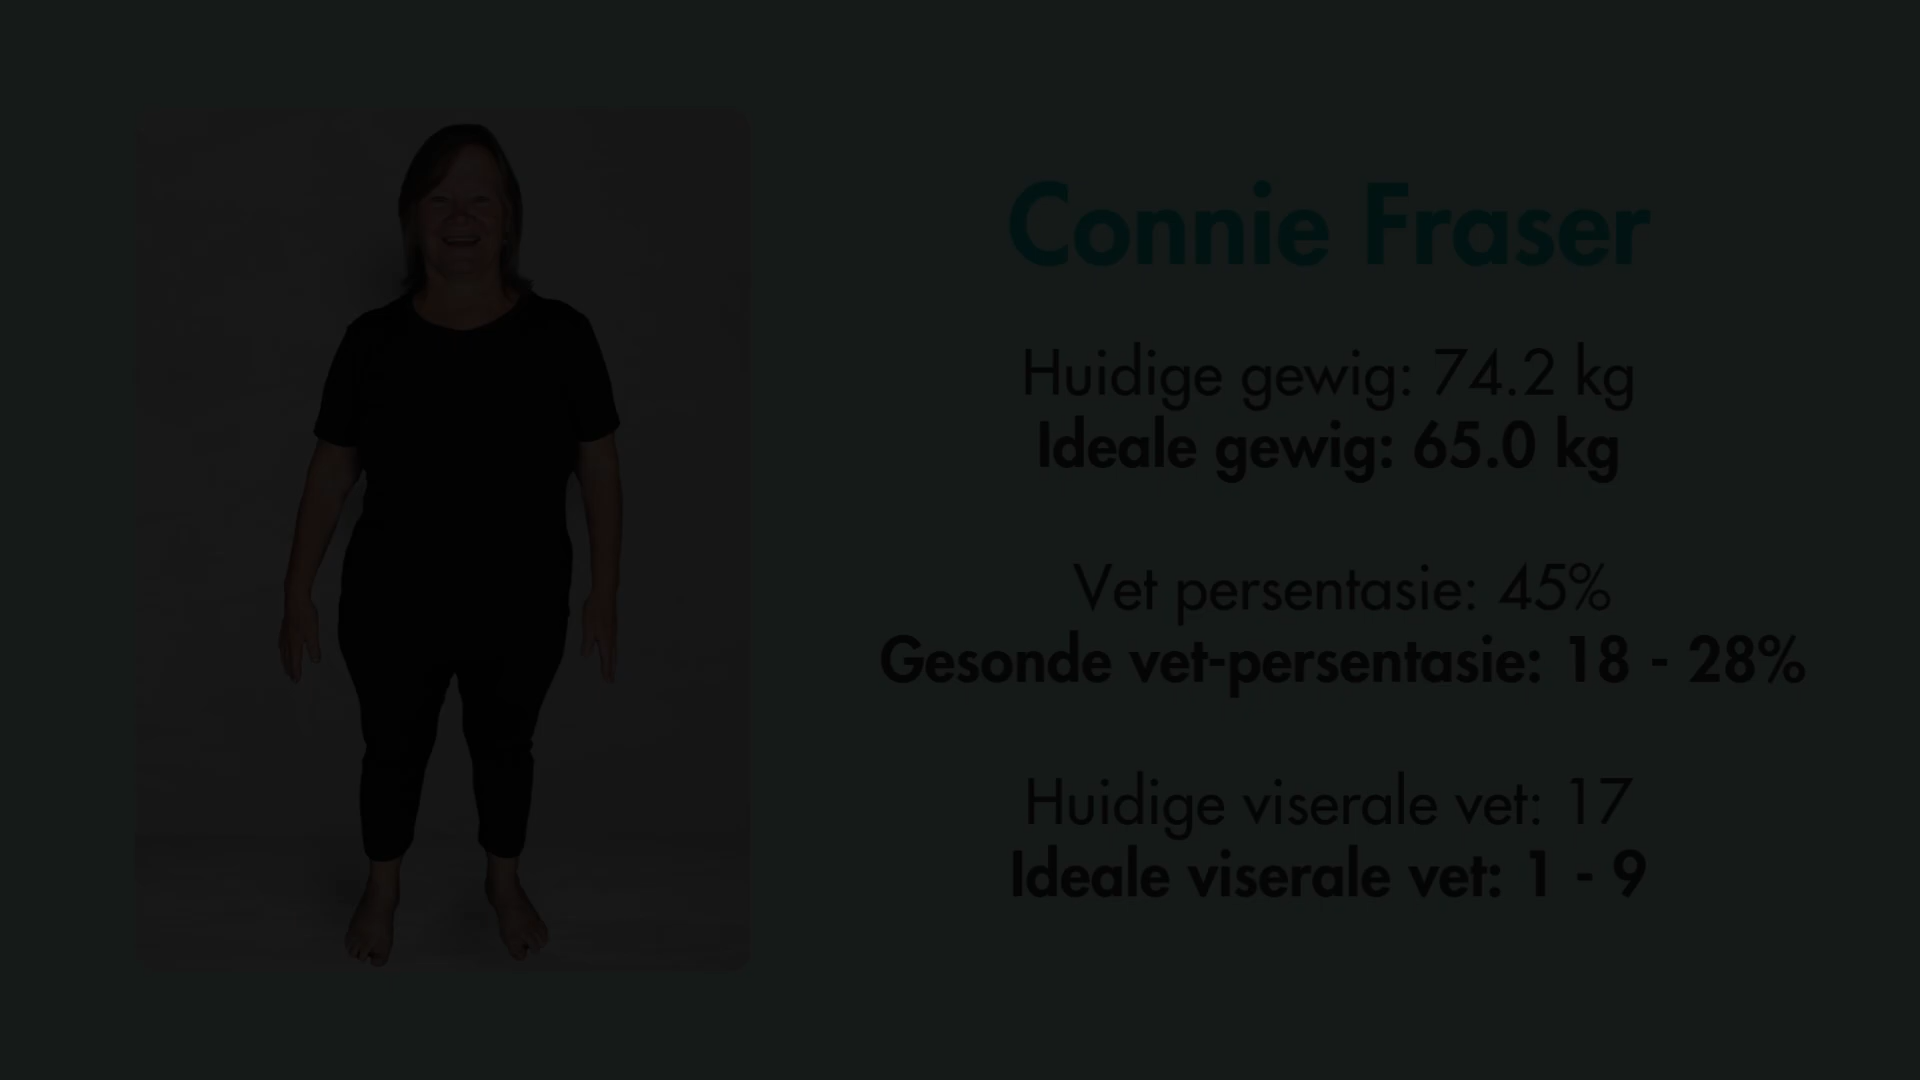 Connie Fraser
Huidige gewig: 74.2 kg
Ideale gewig: 65.0 kg
Vet persentasie: 45%
Gesonde vet-persentasie: 18 - 28%
Huidige viserale vet: 17
Ideale viserale vet: 1 - 9